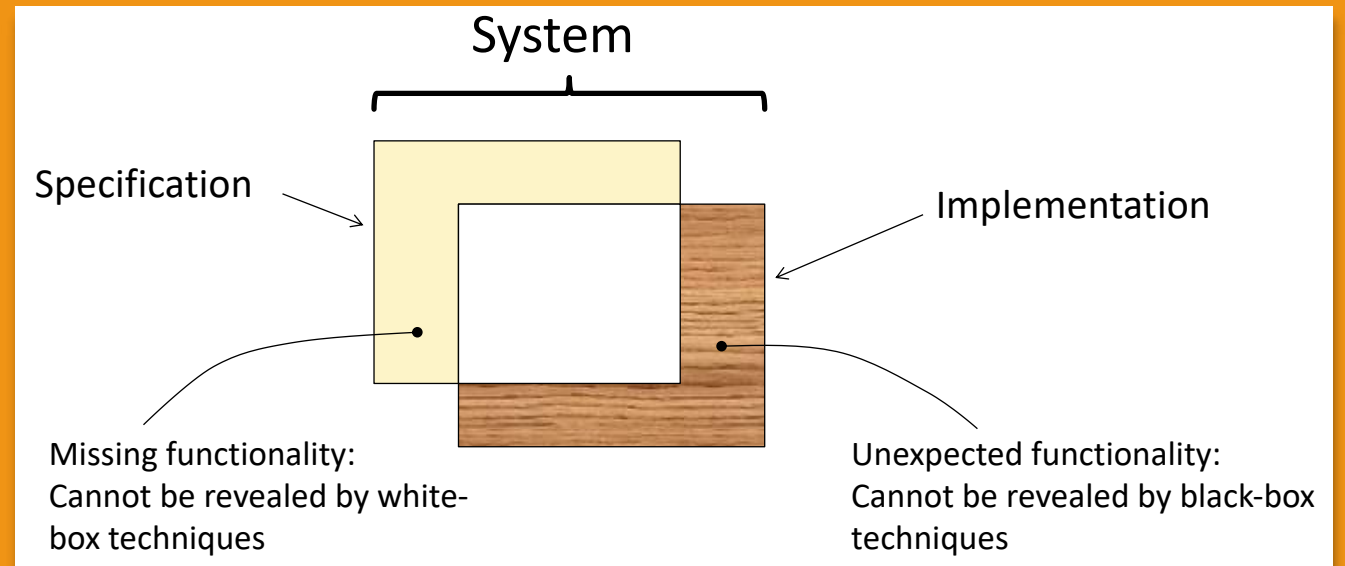 System
Specification
Implementation
Missing functionality:
Cannot be revealed by white-
box techniques
Unexpected functionality:
Cannot be revealed by black-box
techniques